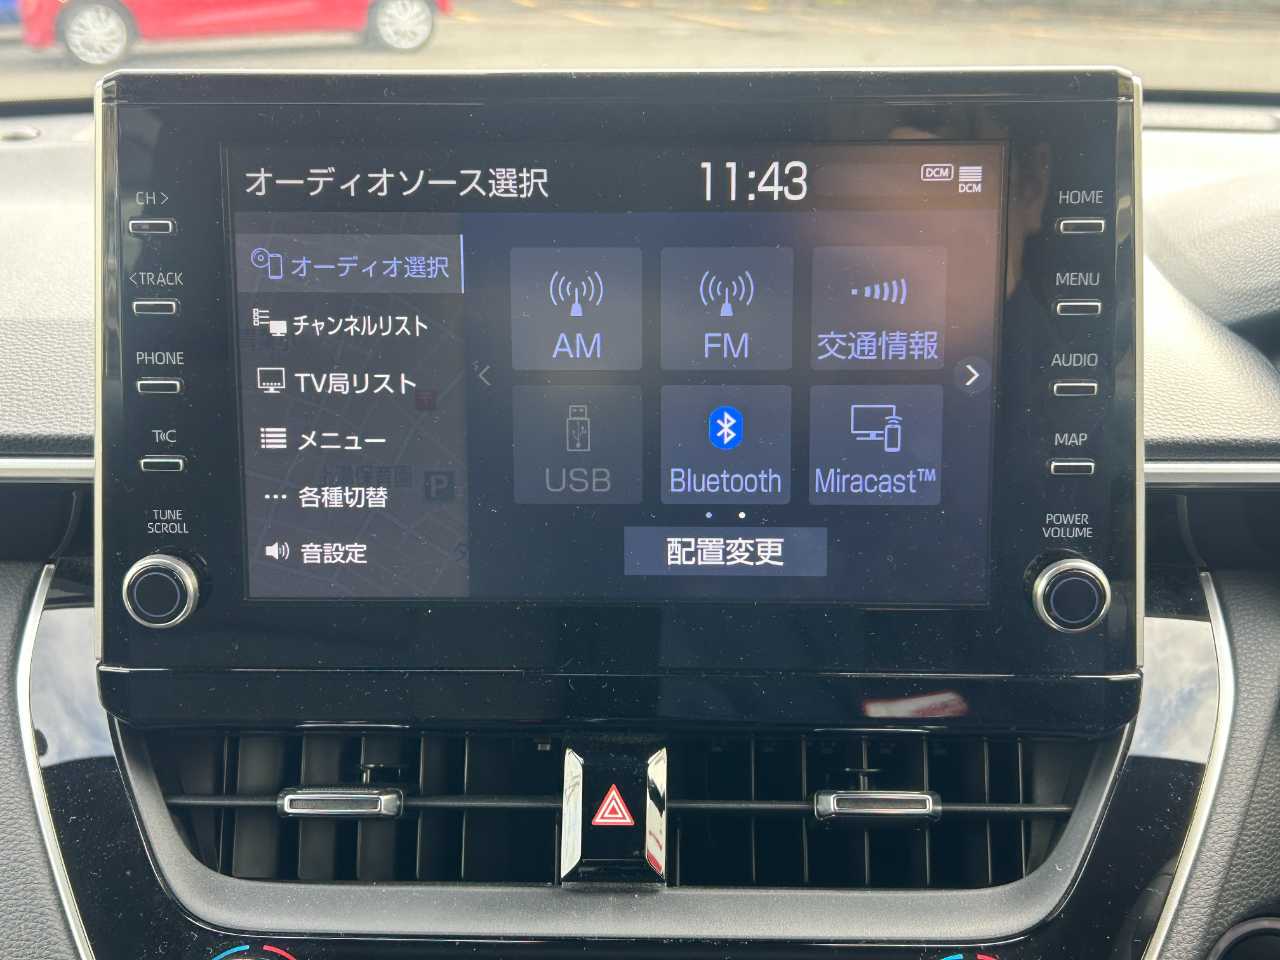 オーディオソース選択
11:43
DCM
DCM
オーディオ選択
チャンネルリスト
TV局リスト
メニュー
各種切替
音設定
AM
FM
交通情報
USB
Bluetooth
Miracast™
配置変更
P
CH >
< TRACK
PHONE
TUNE
SCROLL
HOME
MENU
AUDIO
MAP
POWER
VOLUME